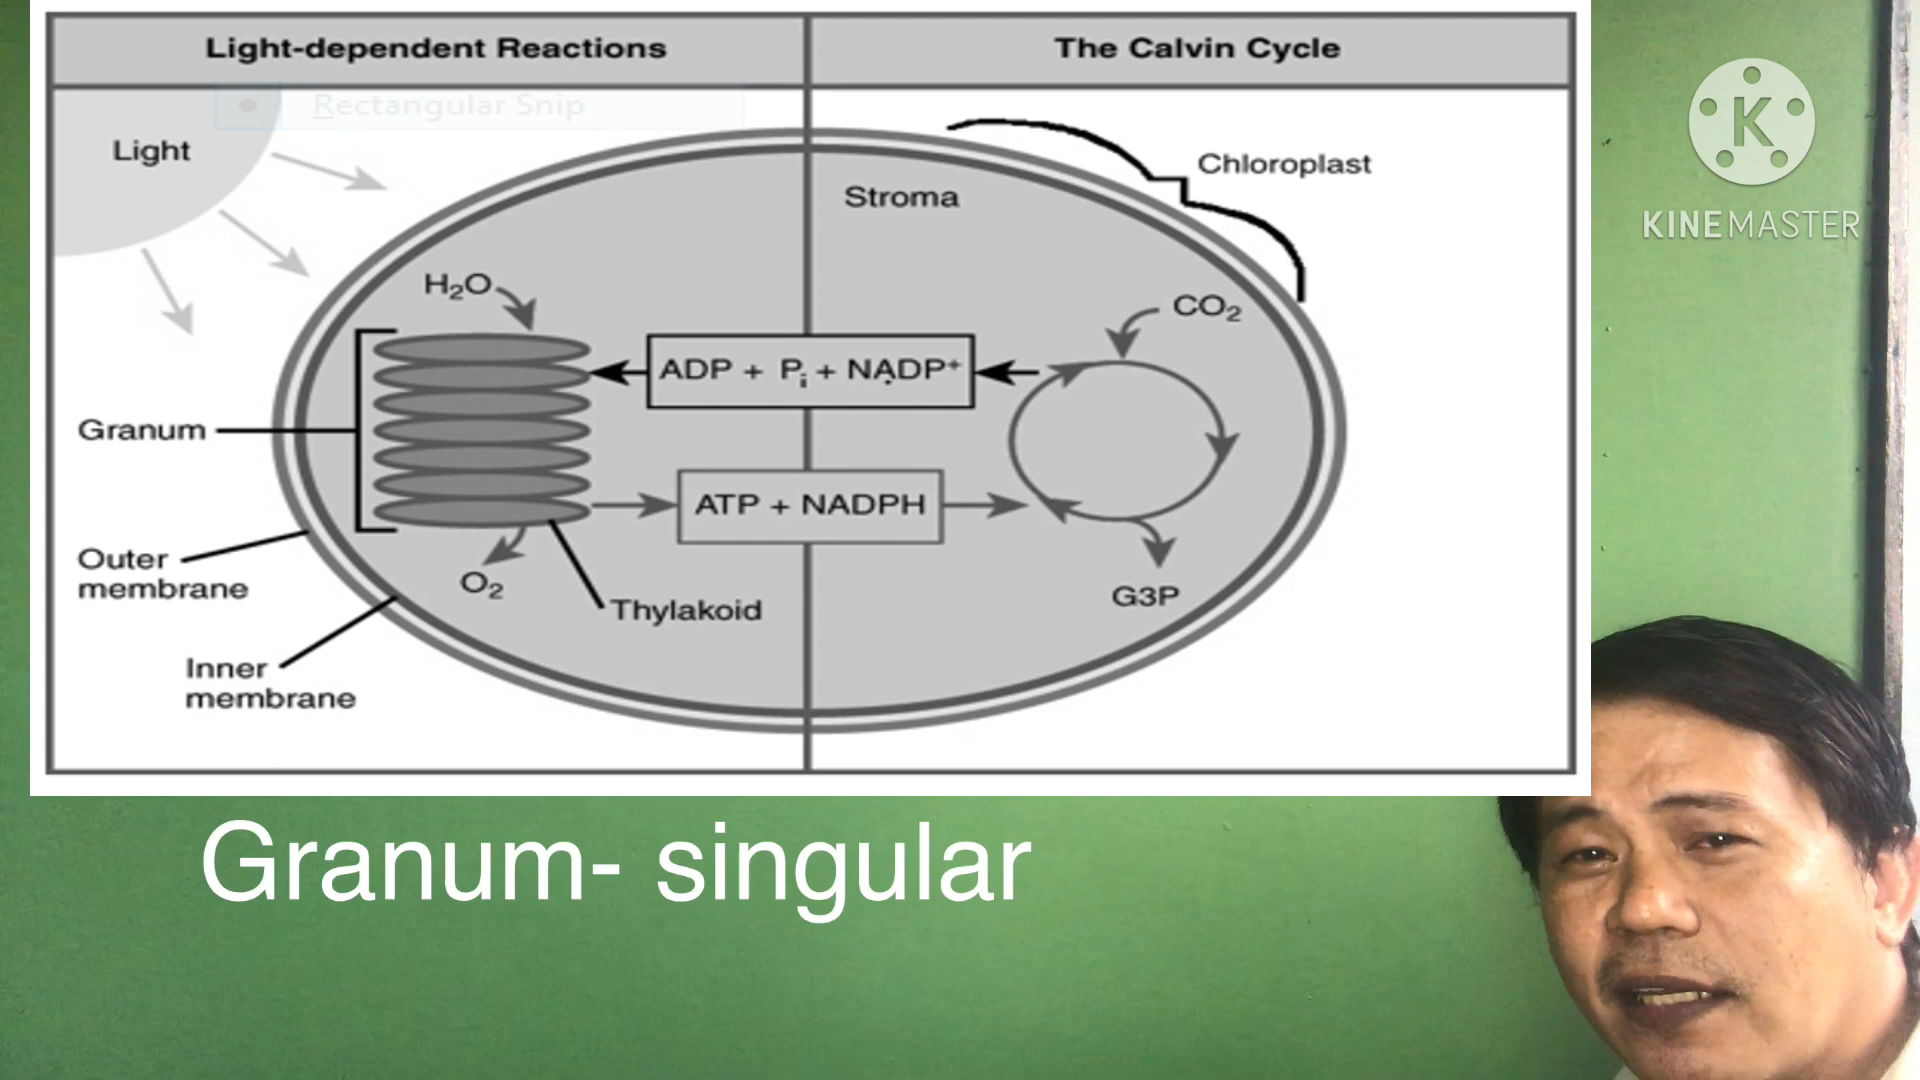 Light-dependent Reactions
The Calvin Cycle
Rectangular Snip
Light
Chloroplast
Stroma
H₂O
CO₂
ADP + Pᵢ + NADP⁺
Granum
ATP + NADPH
Outer
membrane
O₂
Thylakoid
G3P
Inner
membrane
K
KINEMASTER
Granum- singular